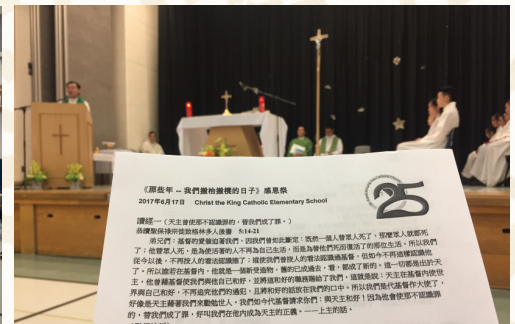 《那些年 -- 我們撒柏撒樸的日子》感恩祭
2017年6月17日 Christ the King Catholic Elementary School
25
讀經一(天主曾使那不認識罪的,替我們成了罪。)
恭讀聖保祿宗徒致格林多人後書 5:14-21
弟兄們:基督的愛催迫著我們,因我們曾如此斷定:既然一個人替眾人死了,那麼眾人就都死
了;他替眾人死,是為使活著的人不再為自己生活,而是為替他們死而復活了的那位生活。所以我們
從今以後,不再按人的看法認識誰了;縱使我們曾按人的看法認識過基督,但如今不再這樣認識他
了。所以誰若在基督內,他就是一個新受造物,舊的已成過去,看,都成了新的。這一切都是出於天
主,他曾藉基督使我們與他自己和好,並將這和好的職務賜給了我們。這就是說:天主在基督內使世
界與自己和好,不再追究他們的過犯,且將和好的話放在我們的口中。所以我們是代基督作大使了,
好像是天主藉著我們來勸勉世人。我們如今代基督請求你們:與天主和好!因為他曾使那不認識罪
的,替我們成了罪,好叫我們在他內成為天主的正義。——上主的話。